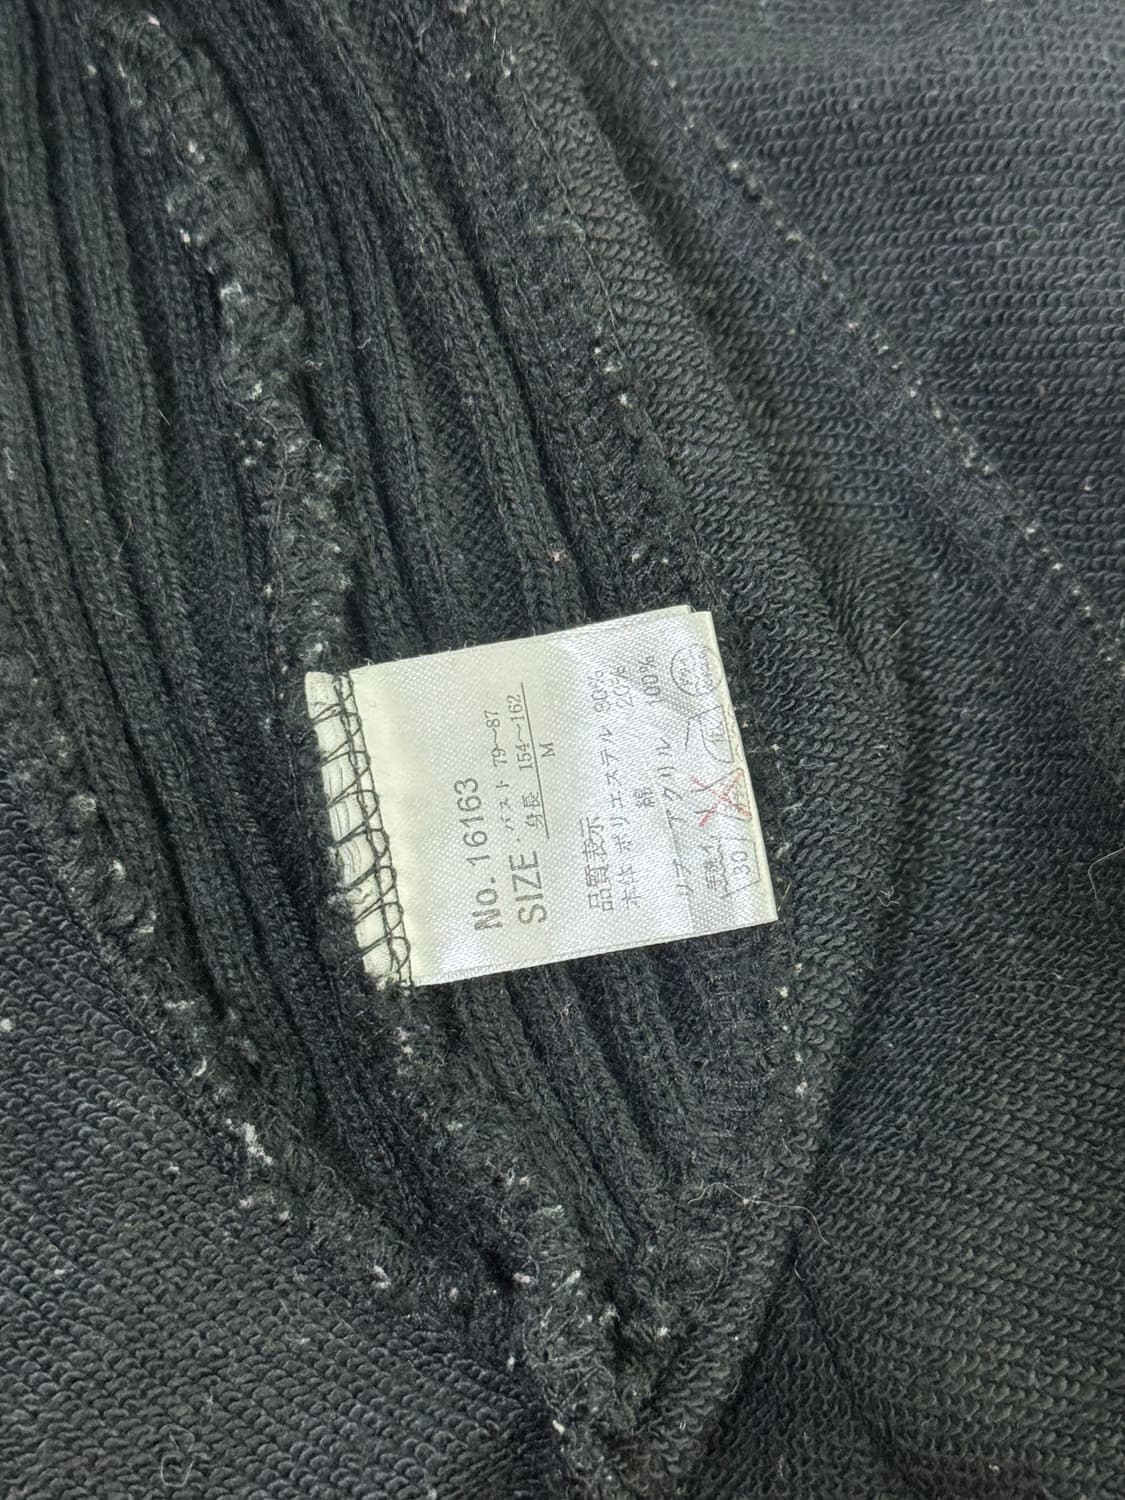 No. 16163
SIZE バスト 79〜87
身長 154〜162
M
品質表示
本体 ポリエステル 80%
綿 20%
リブ アクリル 100%
30